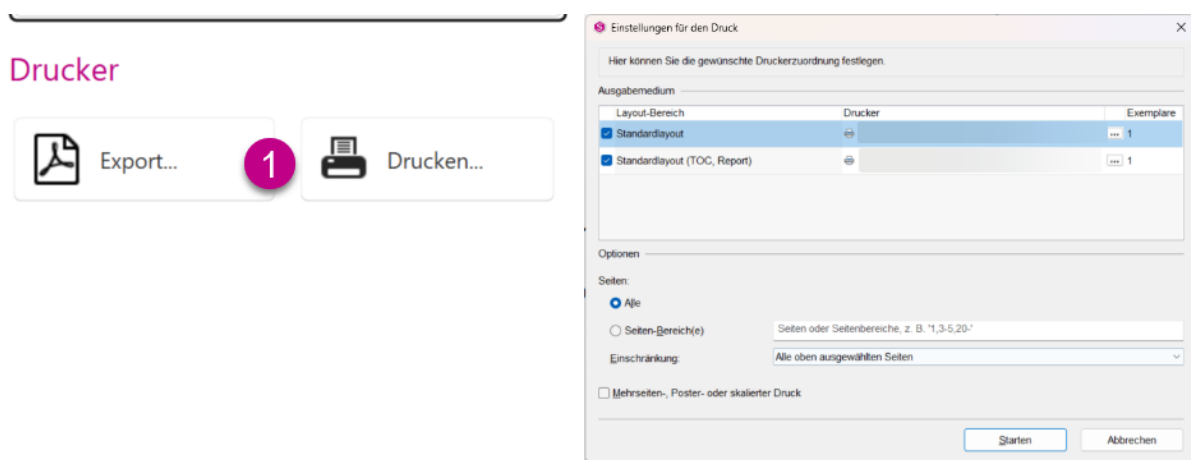 Drucker
Export...
1
Drucken...
Einstellungen für den Druck
Hier können Sie die gewünschte Druckerzuordnung festlegen.
Ausgabemedium
Layout-Bereich Drucker Exemplare
Standardlayout ... 1
Standardlayout (TOC, Report) ... 1
Optionen
Seiten:
Alle
Seiten-Bereich(e) Seiten oder Seitenbereiche, z. B. '1,3-5,20-'
Einschränkung: Alle oben ausgewählten Seiten
Mehrseiten-, Poster- oder skalierter Druck
Starten Abbrechen